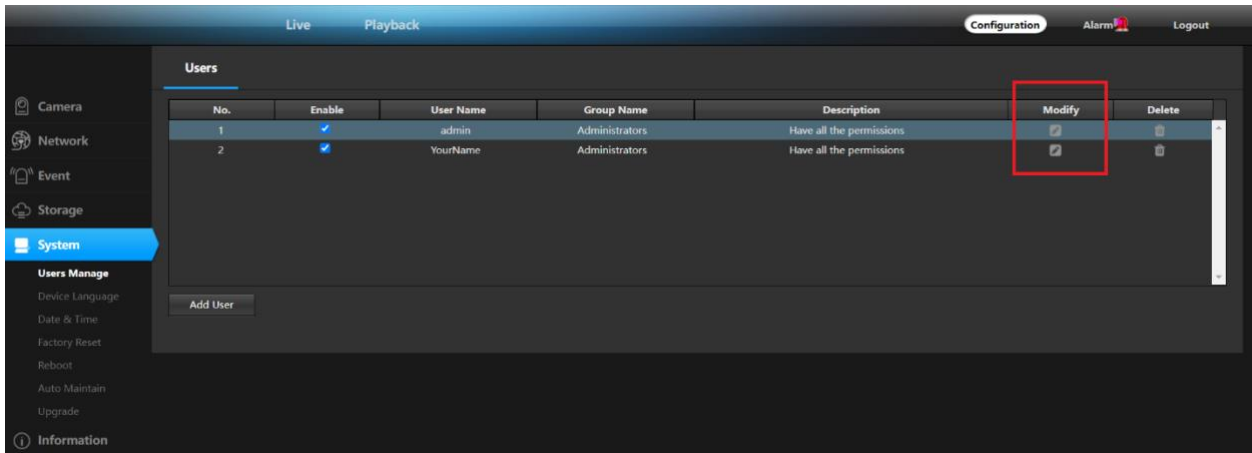 Live Playback Configuration Alarm Logout
Users
Camera
Network
Event
Storage
System
Users Manage
Device Language
Date & Time
Factory Reset
Reboot
Auto Maintain
Upgrade
Information
No. Enable User Name Group Name Description Modify Delete
1 admin Administrators Have all the permissions
2 YourName Administrators Have all the permissions
Add User